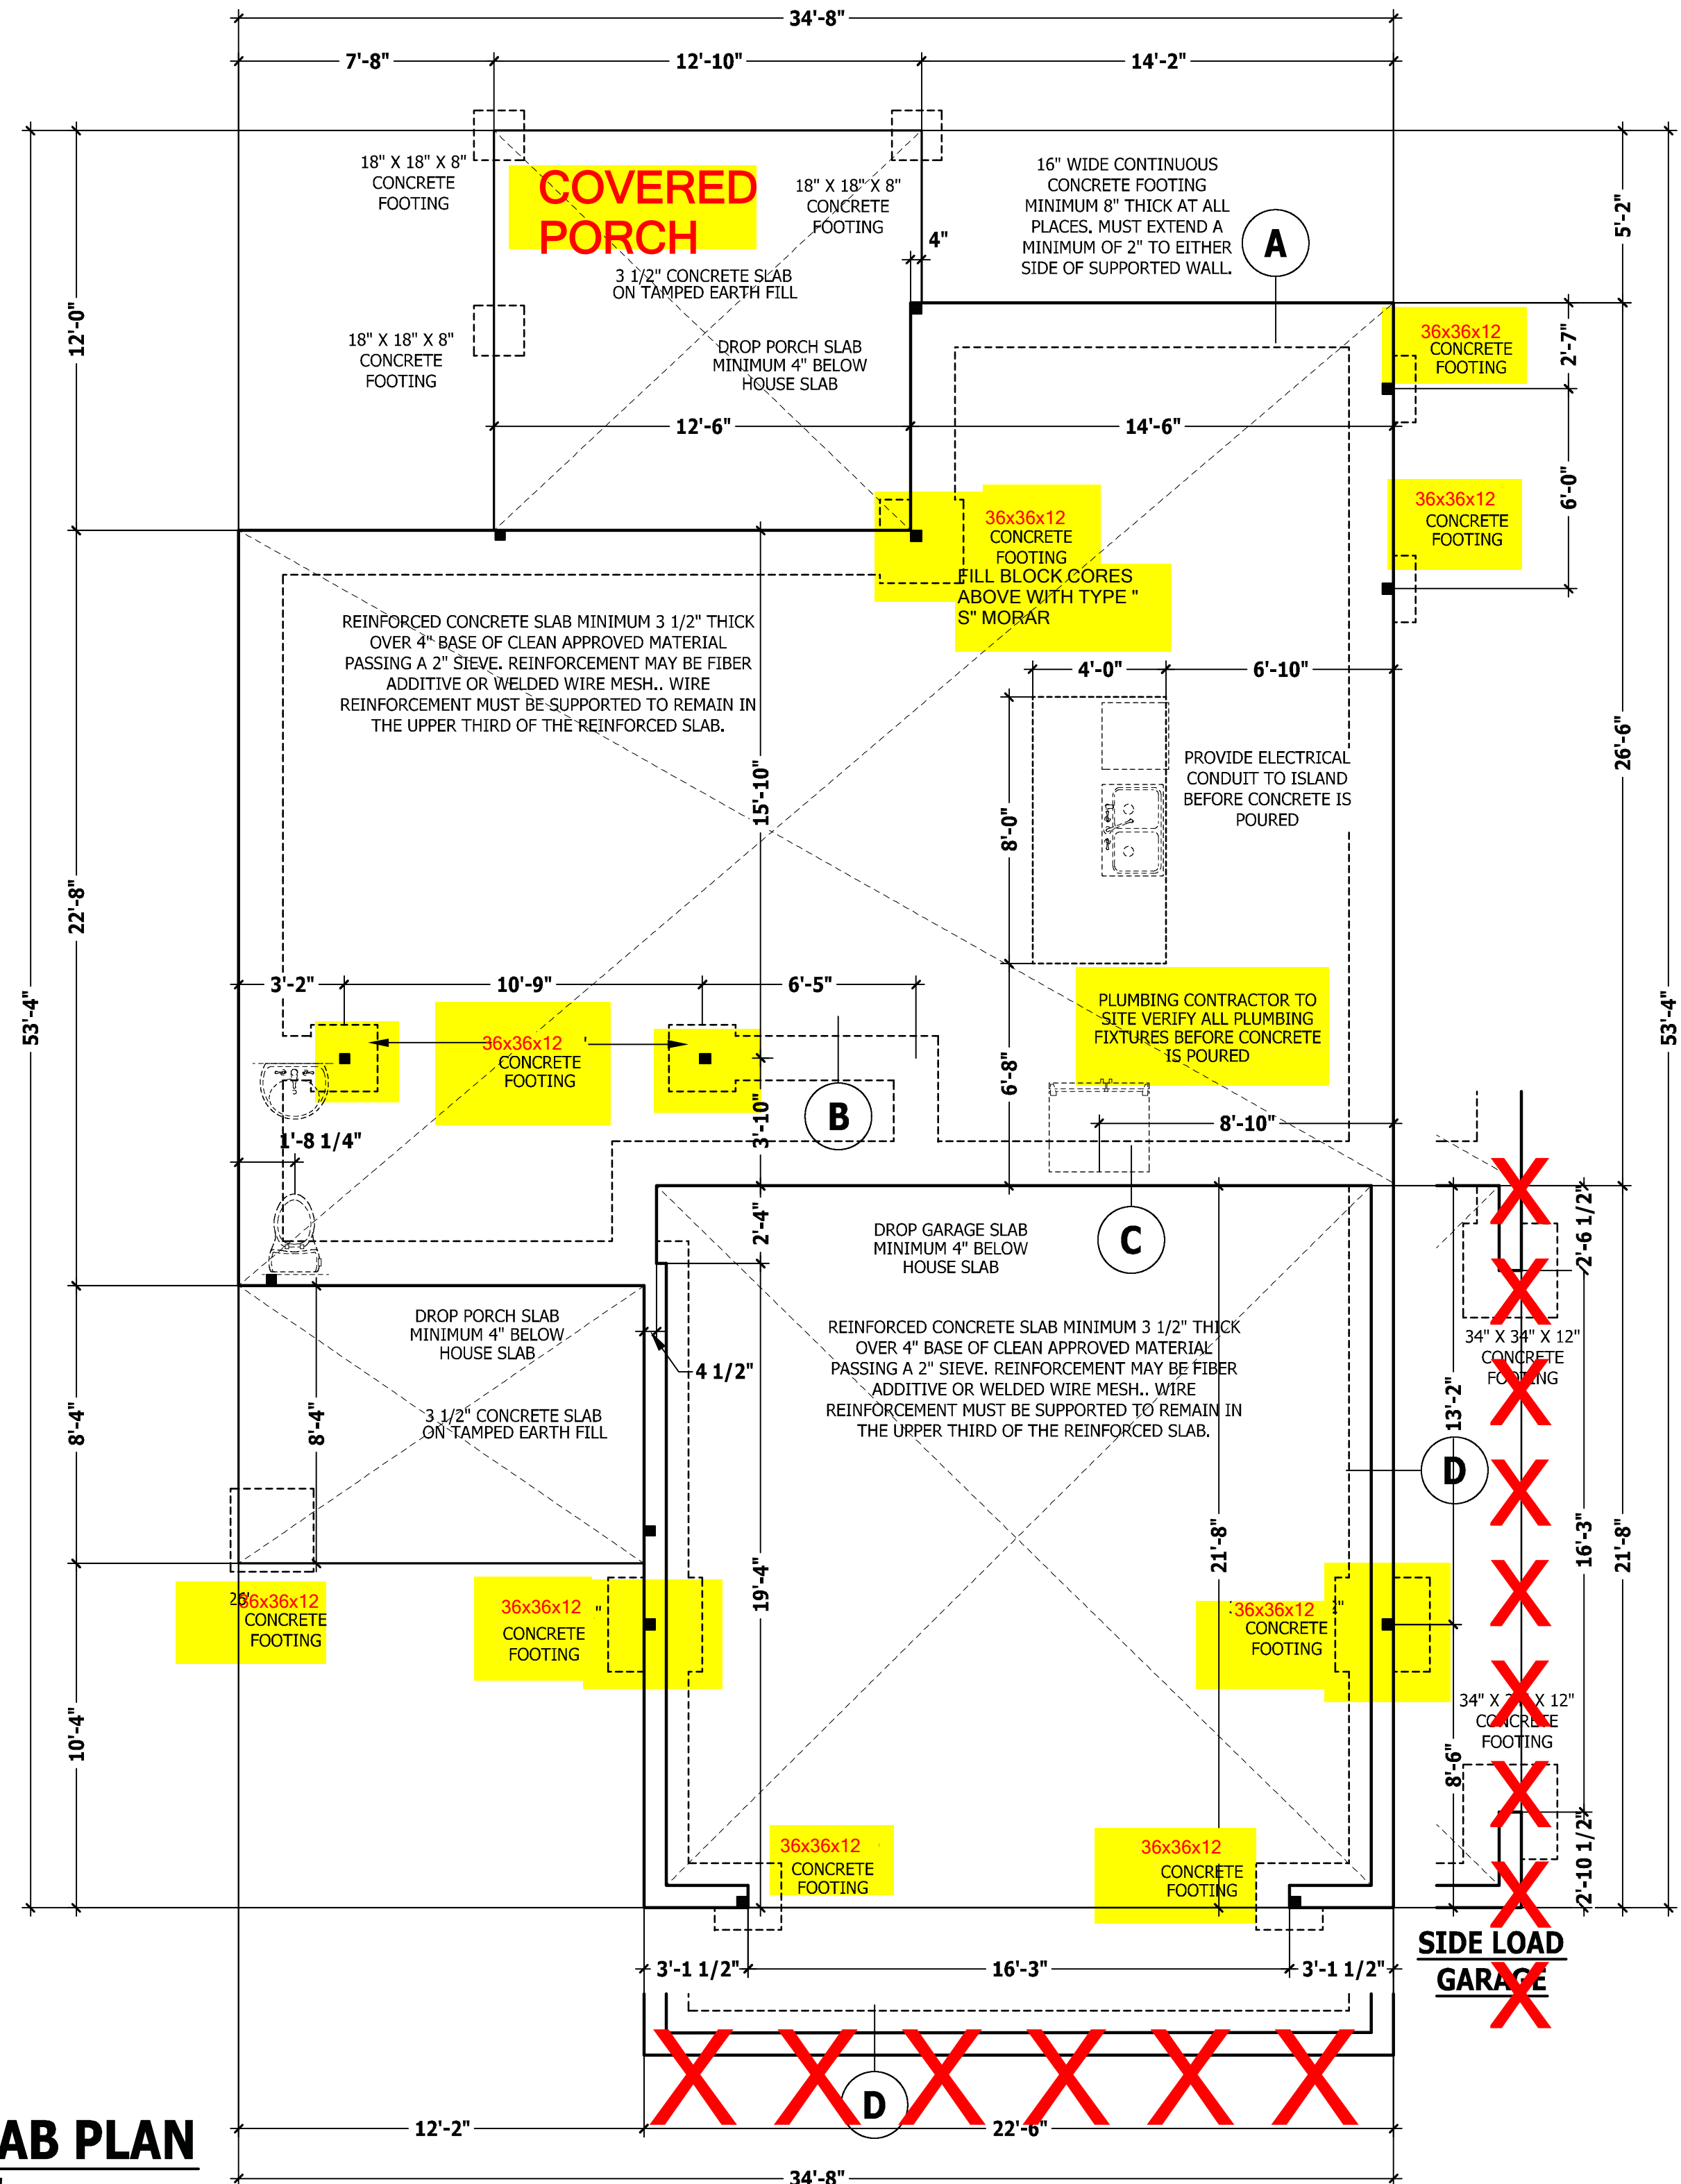 34'-8"
7'-8"
12'-10"
14'-2"
18" X 18" X 8"
CONCRETE
FOOTING
COVERED
PORCH
18" X 18" X 8"
CONCRETE
FOOTING
4"
16" WIDE CONTINUOUS
CONCRETE FOOTING
MINIMUM 8" THICK AT ALL
PLACES. MUST EXTEND A
MINIMUM OF 2" TO EITHER
SIDE OF SUPPORTED WALL.
A
5'-2"
3 1/2" CONCRETE SLAB
ON TAMPED EARTH FILL
12'-0"
18" X 18" X 8"
CONCRETE
FOOTING
DROP PORCH SLAB
MINIMUM 4" BELOW
HOUSE SLAB
36x36x12
CONCRETE
FOOTING
2'-7"
12'-6"
14'-6"
6'-0"
36x36x12
CONCRETE
FOOTING
36x36x12
CONCRETE
FOOTING
FILL BLOCK CORES
ABOVE WITH TYPE "
S" MORAR
REINFORCED CONCRETE SLAB MINIMUM 3 1/2" THICK
OVER 4" BASE OF CLEAN APPROVED MATERIAL
PASSING A 2" SIEVE. REINFORCEMENT MAY BE FIBER
ADDITIVE OR WELDED WIRE MESH.. WIRE
REINFORCEMENT MUST BE SUPPORTED TO REMAIN IN
THE UPPER THIRD OF THE REINFORCED SLAB.
4'-0"
6'-10"
26'-6"
15'-10"
8'-0"
PROVIDE ELECTRICAL
CONDUIT TO ISLAND
BEFORE CONCRETE IS
POURED
22'-8"
53'-4"
53'-4"
3'-2"
10'-9"
6'-5"
PLUMBING CONTRACTOR TO
SITE VERIFY ALL PLUMBING
FIXTURES BEFORE CONCRETE
IS POURED
36x36x12
CONCRETE
FOOTING
6'-8"
3'-10"
B
8'-10"
1'-8 1/4"
2'-4"
DROP GARAGE SLAB
MINIMUM 4" BELOW
HOUSE SLAB
C
2'-6 1/2"
DROP PORCH SLAB
MINIMUM 4" BELOW
HOUSE SLAB
REINFORCED CONCRETE SLAB MINIMUM 3 1/2" THICK
OVER 4" BASE OF CLEAN APPROVED MATERIAL
PASSING A 2" SIEVE. REINFORCEMENT MAY BE FIBER
ADDITIVE OR WELDED WIRE MESH.. WIRE
REINFORCEMENT MUST BE SUPPORTED TO REMAIN IN
THE UPPER THIRD OF THE REINFORCED SLAB.
34" X 34" X 12"
CONCRETE
FOOTING
4 1/2"
13'-2"
8'-4"
8'-4"
3 1/2" CONCRETE SLAB
ON TAMPED EARTH FILL
D
16'-3"
21'-8"
21'-8"
19'-4"
36x36x12
CONCRETE
FOOTING
36x36x12
CONCRETE
FOOTING
36x36x12
CONCRETE
FOOTING
10'-4"
34" X X 12"
CONCRETE
FOOTING
8'-6"
36x36x12
CONCRETE
FOOTING
36x36x12
CONCRETE
FOOTING
2'-10 1/2"
SIDE LOAD
GARAGE
3'-1 1/2"
16'-3"
3'-1 1/2"
D
12'-2"
22'-6"
AB PLAN
34'-8"